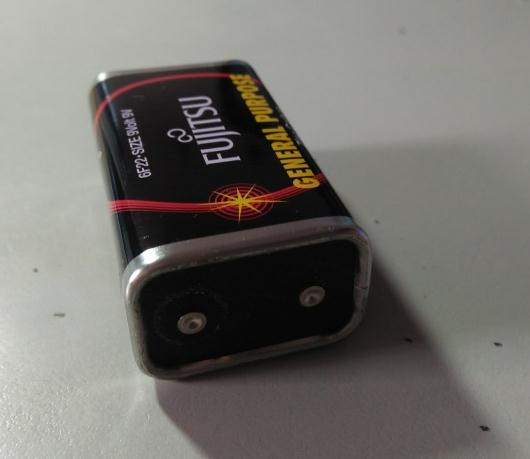 6F22·SIZE 9Volt 9V
FUJITSU
GENERAL PURPOSE